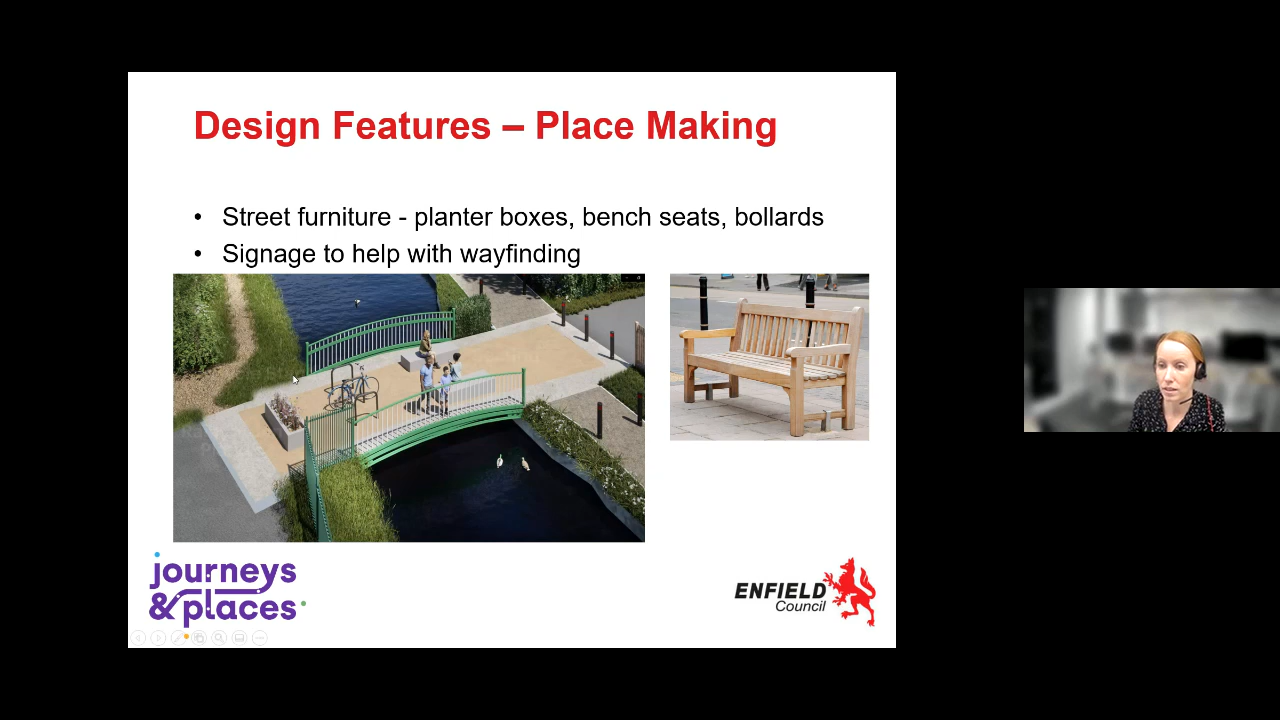 Design Features – Place Making
• Street furniture - planter boxes, bench seats, bollards
• Signage to help with wayfinding
journeys
& places
ENFIELD
Council